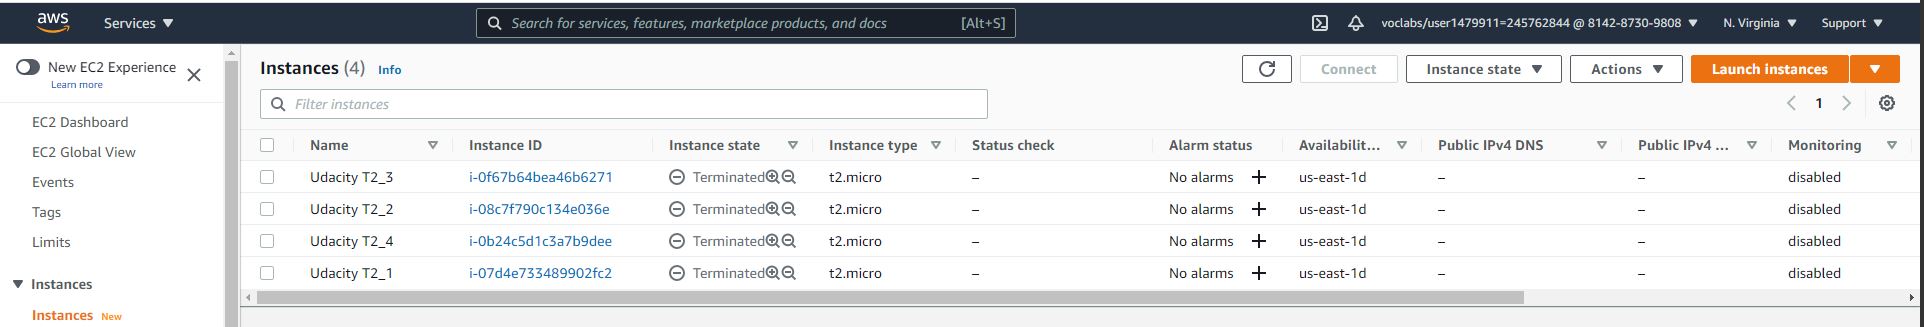 aws Services Search for services, features, marketplace products, and docs [Alt+S] voclabs/user1479911=245762844 @ 8142-8730-9808 N. Virginia Support
New EC2 Experience
Learn more
EC2 Dashboard
EC2 Global View
Events
Tags
Limits
Instances
Instances New
Instances (4) Info Connect Instance state Actions Launch instances
Filter instances 1
Name Instance ID Instance state Instance type Status check Alarm status Availabilit... Public IPv4 DNS Public IPv4 ... Monitoring
Udacity T2_3 i-0f67b64bea46b6271 Terminated t2.micro – No alarms + us-east-1d – – disabled
Udacity T2_2 i-08c7f790c134e036e Terminated t2.micro – No alarms + us-east-1d – – disabled
Udacity T2_4 i-0b24c5d1c3a7b9dee Terminated t2.micro – No alarms + us-east-1d – – disabled
Udacity T2_1 i-07d4e733489902fc2 Terminated t2.micro – No alarms + us-east-1d – – disabled